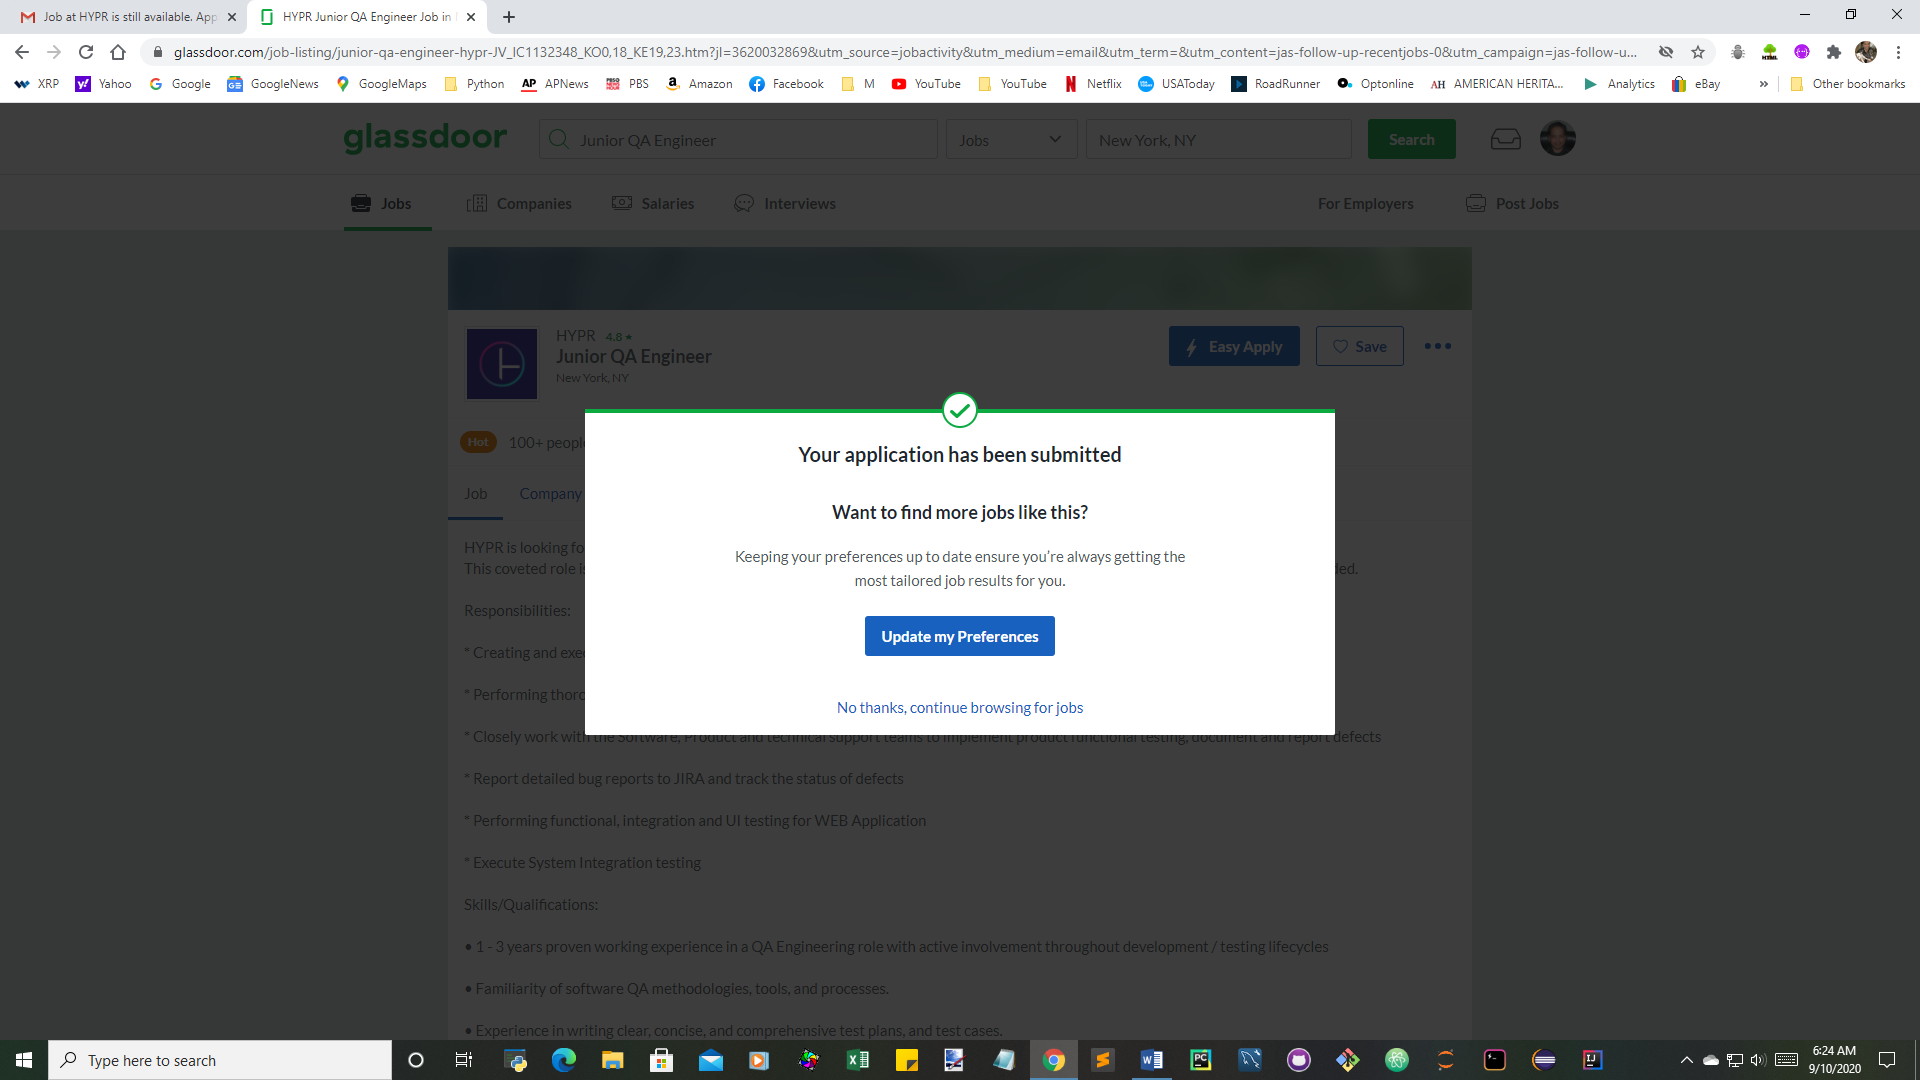 Job at HYPR is still available. App
HYPR Junior QA Engineer Job in
glassdoor.com/job-listing/junior-qa-engineer-hypr-JV_IC1132348_KO0,18_KE19,23.htm?jl=3620032869&utm_source=jobactivity&utm_medium=email&utm_term=&utm_content=jas-follow-up-recentjobs-0&utm_campaign=jas-follow-u...
XRP Yahoo Google GoogleNews GoogleMaps Python APNews PBS Amazon Facebook M YouTube YouTube Netflix USAToday RoadRunner Optonline AMERICAN HERITA... Analytics eBay » Other bookmarks
glassdoor Junior QA Engineer Jobs New York, NY Search
Jobs Companies Salaries Interviews For Employers Post Jobs
HYPR 4.8 ★
Junior QA Engineer
New York, NY
Easy Apply Save
Hot 100+ people
Job Company
Your application has been submitted
Want to find more jobs like this?
Keeping your preferences up to date ensure you’re always getting the
most tailored job results for you.
Update my Preferences
No thanks, continue browsing for jobs
HYPR is looking fo
This coveted role is ded.
Responsibilities:
* Creating and exe
* Performing thoro
* Closely work with the Software, Product and technical support teams to implement product functional testing, document and report defects
* Report detailed bug reports to JIRA and track the status of defects
* Performing functional, integration and UI testing for WEB Application
* Execute System Integration testing
Skills/Qualifications:
• 1 - 3 years proven working experience in a QA Engineering role with active involvement throughout development / testing lifecycles
• Familiarity of software QA methodologies, tools, and processes.
• Experience in writing clear, concise, and comprehensive test plans, and test cases.
Type here to search
6:24 AM
9/10/2020